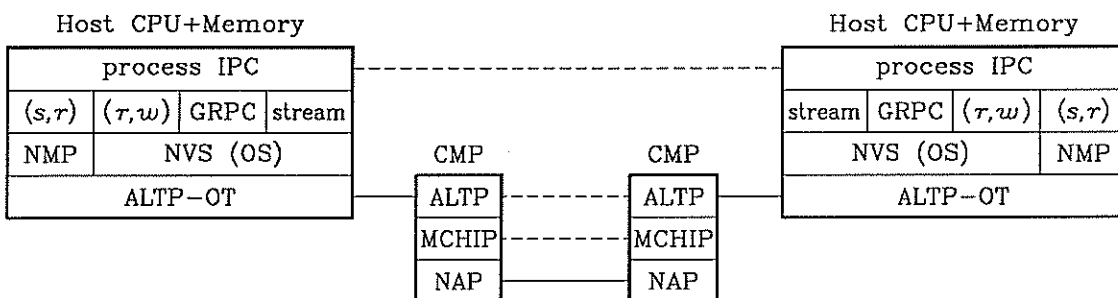 Host CPU+Memory Host CPU+Memory
process IPC process IPC
(s,r) (r,w) GRPC stream stream GRPC (r,w) (s,r)
NMP NVS (OS) CMP CMP NVS (OS) NMP
ALTP-OT ALTP ALTP ALTP-OT
MCHIP MCHIP
NAP NAP